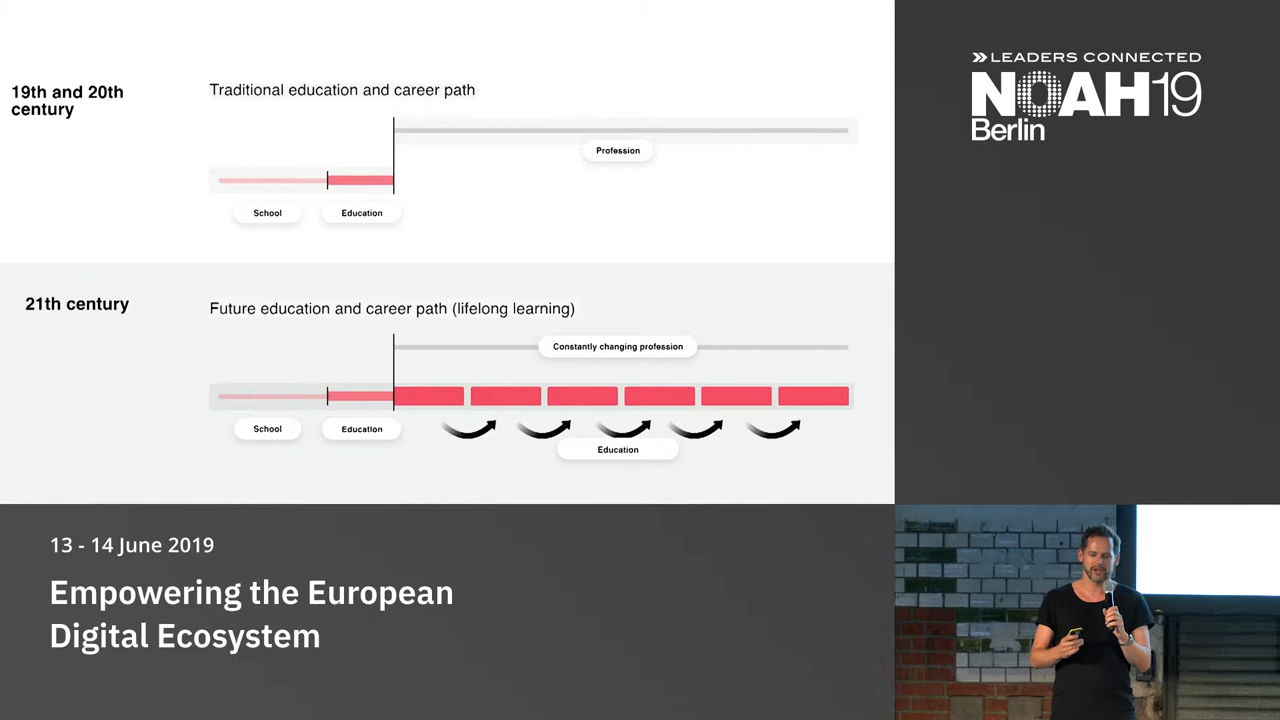 19th and 20th
century
Traditional education and career path
Profession
School
Education
21th century
Future education and career path (lifelong learning)
Constantly changing profession
School
Education
Education
LEADERS CONNECTED
NOAH19
Berlin
13 - 14 June 2019
Empowering the European
Digital Ecosystem